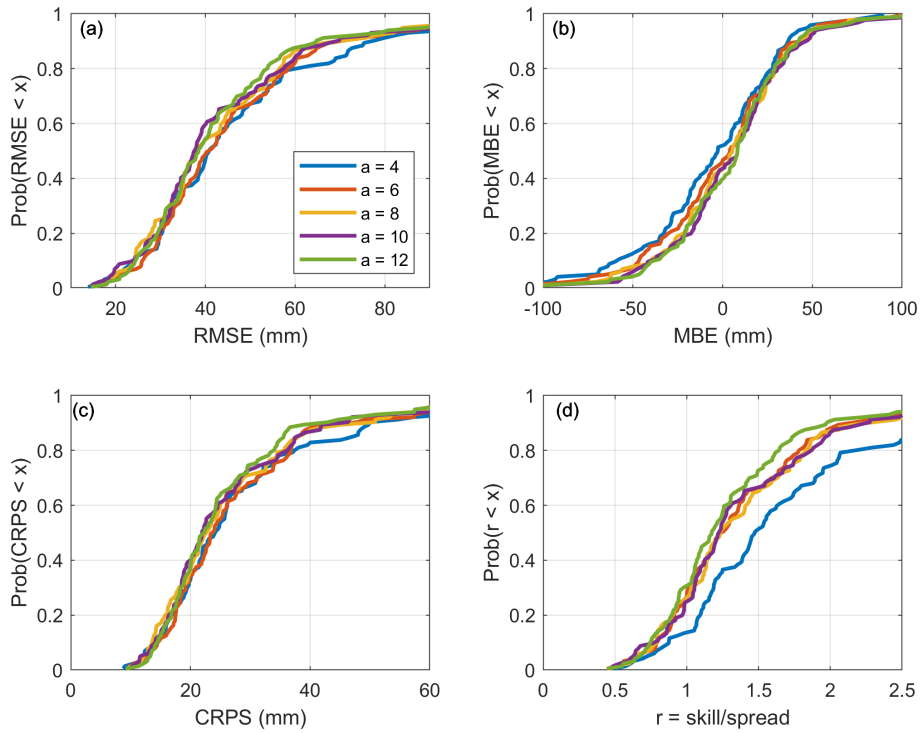 (a)
Prob(RMSE < x)
1
0.8
0.6
0.4
0.2
0
20 40 60 80
RMSE (mm)
a = 4
a = 6
a = 8
a = 10
a = 12
(b)
Prob(MBE < x)
1
0.8
0.6
0.4
0.2
0
-100 -50 0 50 100
MBE (mm)
(c)
Prob(CRPS < x)
1
0.8
0.6
0.4
0.2
0
0 20 40 60
CRPS (mm)
(d)
Prob(r < x)
1
0.8
0.6
0.4
0.2
0
0 0.5 1 1.5 2 2.5
r = skill/spread